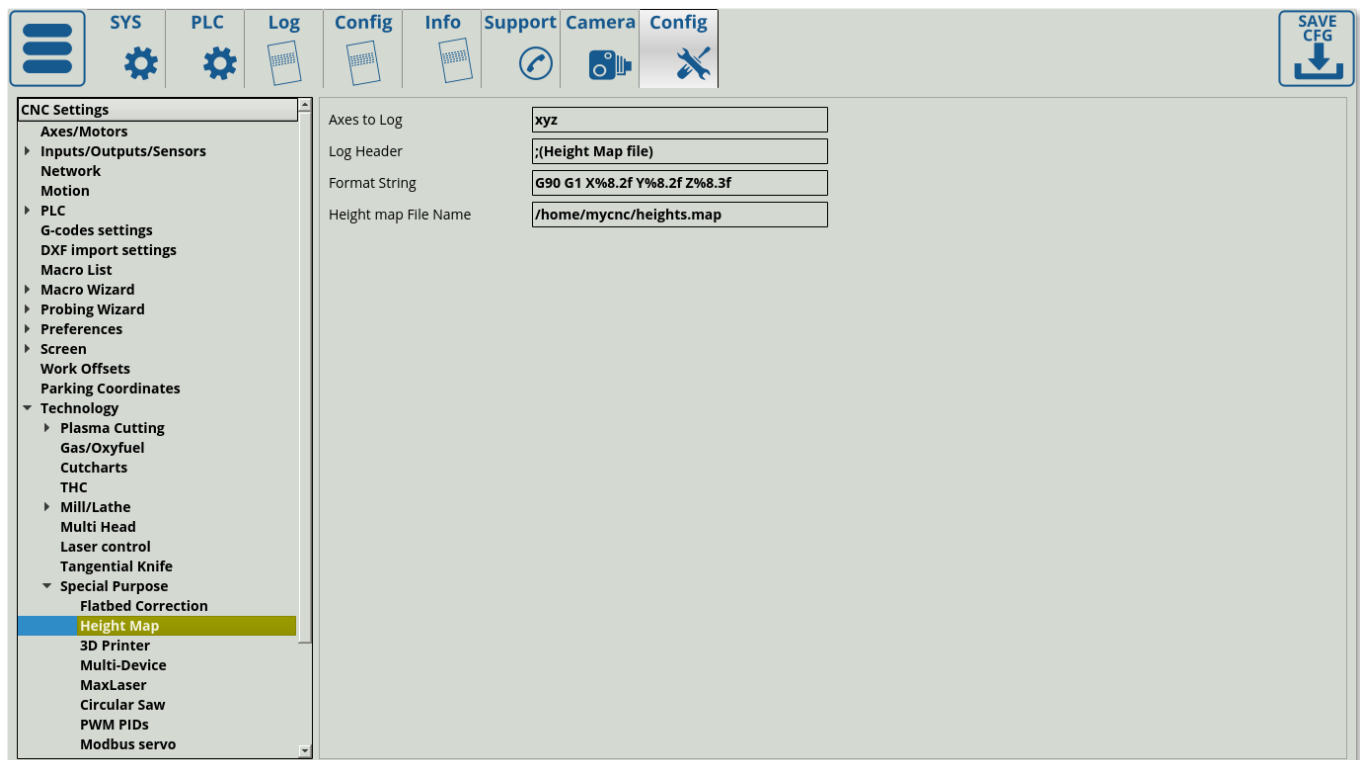 SYS PLC Log Config Info Support Camera Config SAVE CFG
CNC Settings
Axes/Motors
Inputs/Outputs/Sensors
Network
Motion
PLC
G-codes settings
DXF import settings
Macro List
Macro Wizard
Probing Wizard
Preferences
Screen
Work Offsets
Parking Coordinates
Technology
Plasma Cutting
Gas/Oxyfuel
Cutcharts
THC
Mill/Lathe
Multi Head
Laser control
Tangential Knife
Special Purpose
Flatbed Correction
Height Map
3D Printer
Multi-Device
MaxLaser
Circular Saw
PWM PIDs
Modbus servo
Axes to Log xyz
Log Header ;(Height Map file)
Format String G90 G1 X%8.2f Y%8.2f Z%8.3f
Height map File Name /home/mycnc/heights.map